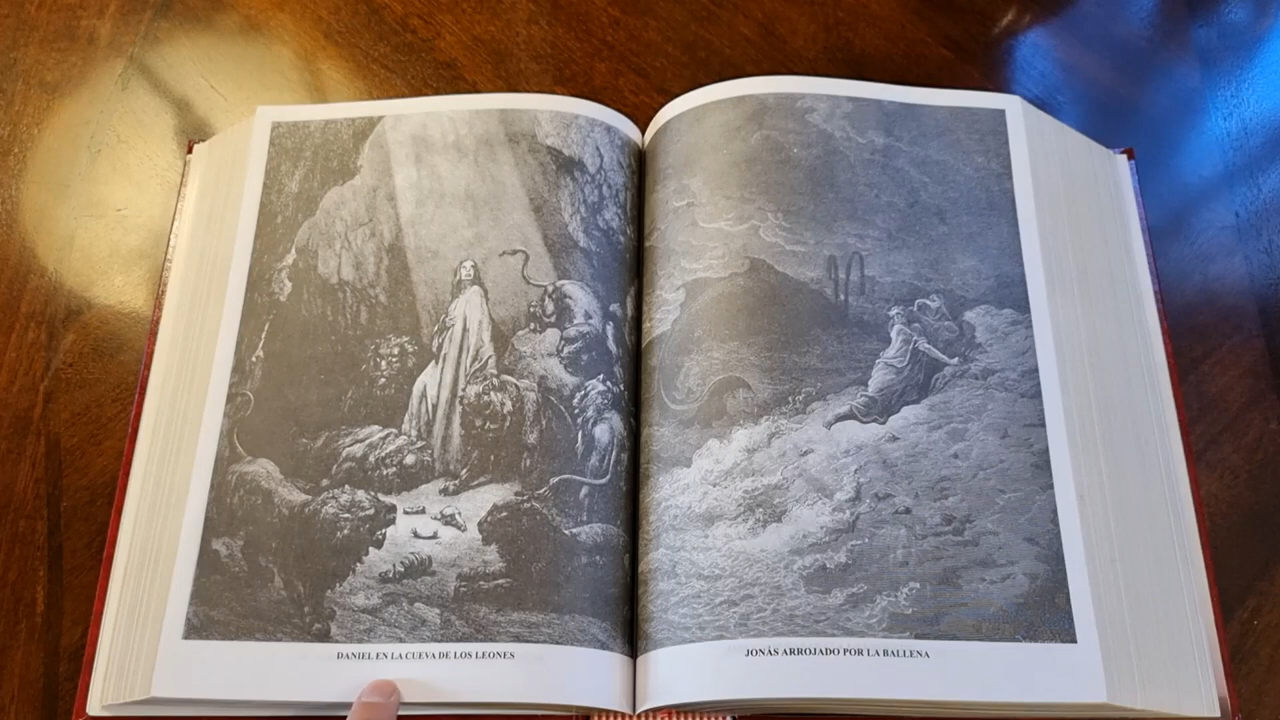 DANIEL EN LA CUEVA DE LOS LEONES
JONÁS ARROJADO POR LA BALLENA